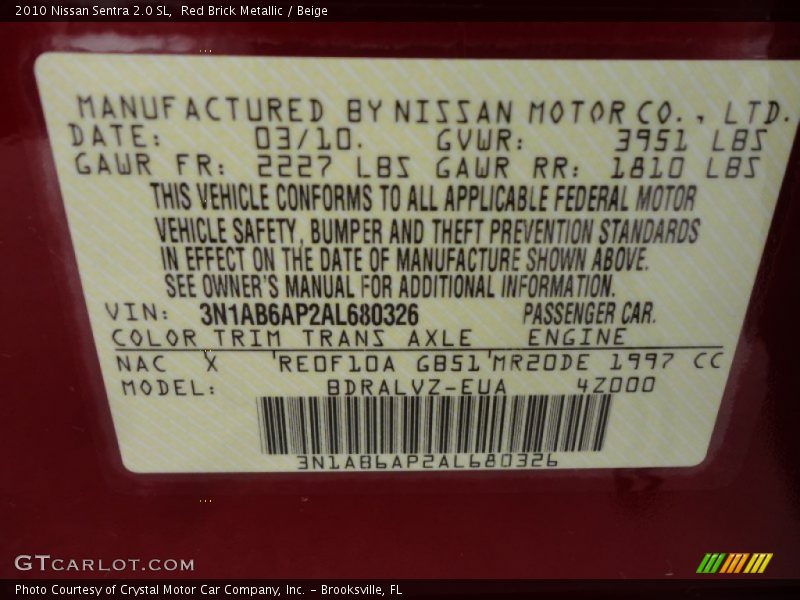 2010 Nissan Sentra 2.0 SL,  Red Brick Metallic / Beige
MANUFACTURED BY NISSAN MOTOR CO., LTD.
DATE: 03/10. GVWR: 3951 LBS
GAWR FR: 2227 LBS GAWR RR: 1810 LBS
THIS VEHICLE CONFORMS TO ALL APPLICABLE FEDERAL MOTOR
VEHICLE SAFETY, BUMPER AND THEFT PREVENTION STANDARDS
IN EFFECT ON THE DATE OF MANUFACTURE SHOWN ABOVE.
SEE OWNER'S MANUAL FOR ADDITIONAL INFORMATION.
VIN: 3N1AB6AP2AL680326 PASSENGER CAR.
COLOR TRIM TRANS AXLE ENGINE
NAC X 'RE0F10A GB51'MR20DE 1997 CC
MODEL: BDRALVZ-EUA 4Z000
3N1AB6AP2AL680326
GTCARLOT.COM
Photo Courtesy of Crystal Motor Car Company, Inc. – Brooksville, FL